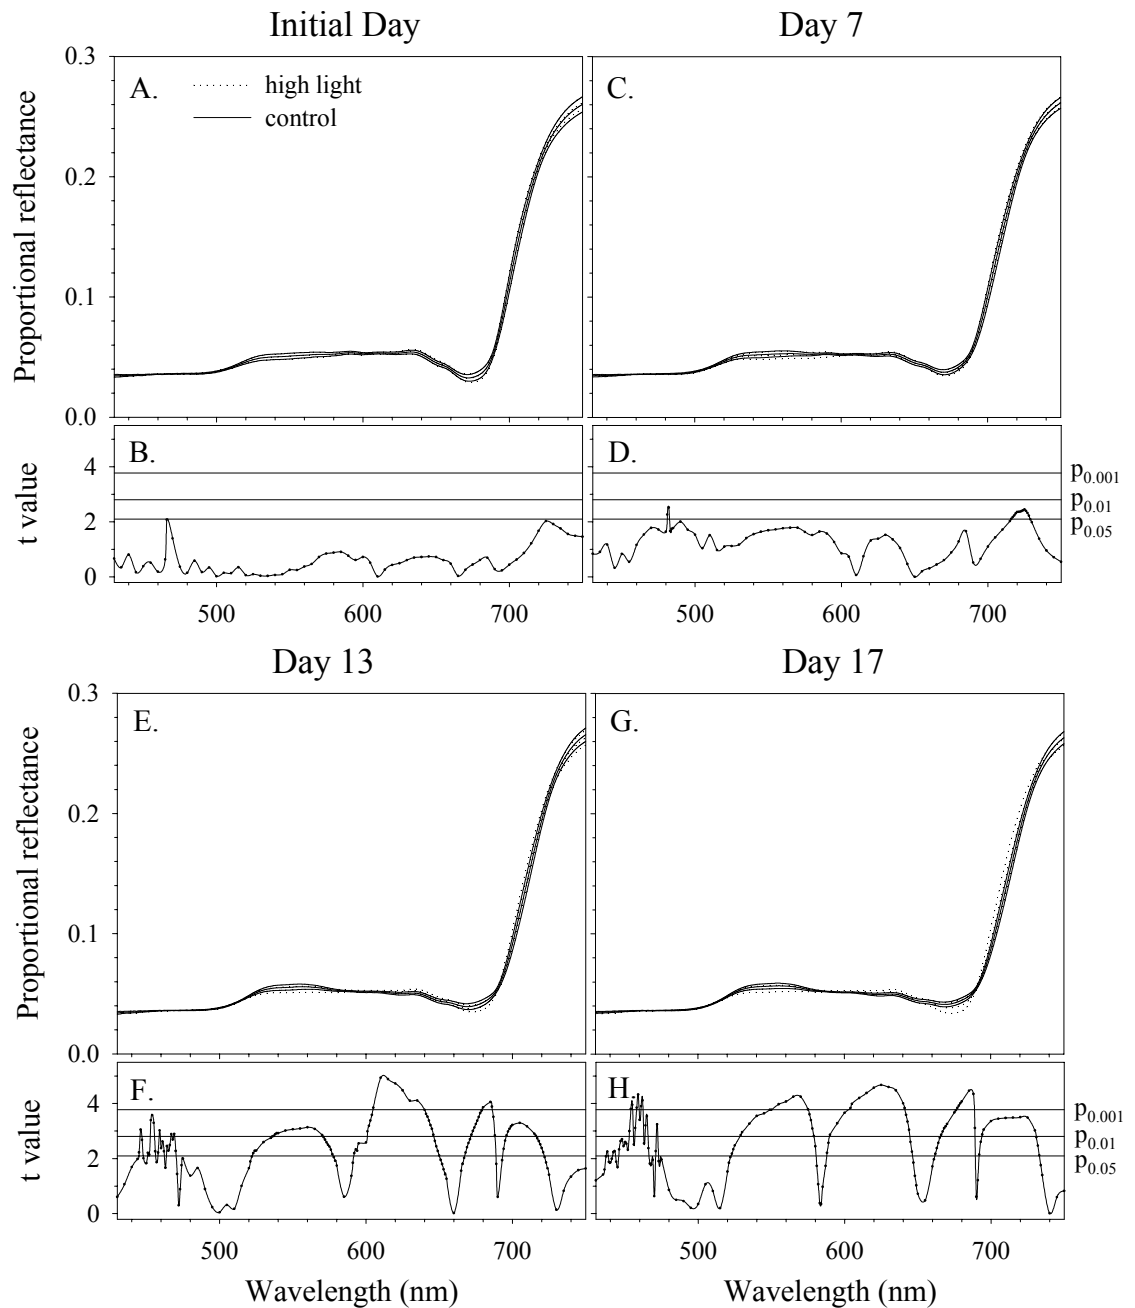 Initial Day
Day 7
0.3
A.
high light
control
C.
0.2
Proportional reflectance
0.1
0.0
B.
D.
4
t value
2
0
p0.001
p0.01
p0.05
500
600
700
500
600
700
Day 13
Day 17
0.3
E.
G.
0.2
Proportional reflectance
0.1
0.0
F.
H.
4
t value
2
0
p0.001
p0.01
p0.05
500
600
700
500
600
700
Wavelength (nm)
Wavelength (nm)